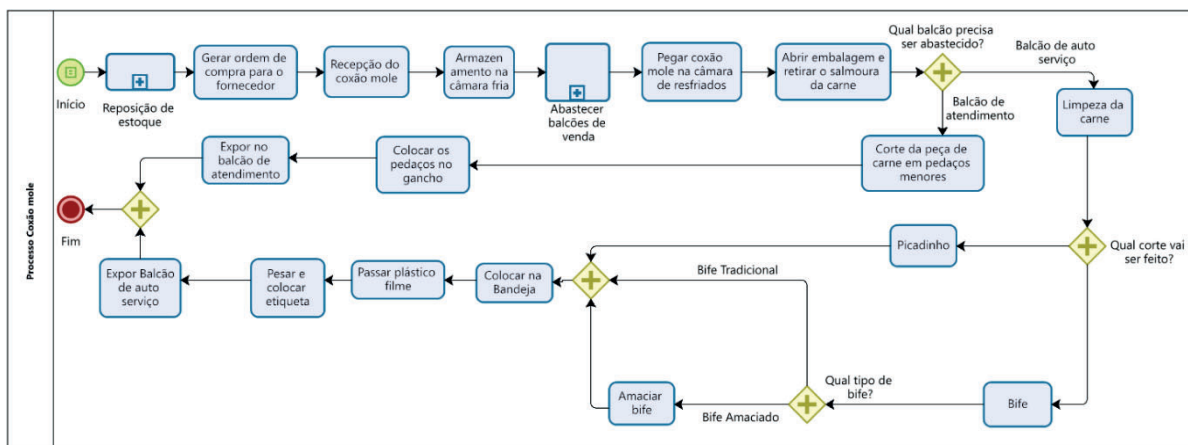 Processo Coxão mole
Início
Reposição de
estoque
Gerar ordem de
compra para o
fornecedor
Recepção do
coxão mole
Armazen
amento na
câmara fria
Abastecer
balcões de
venda
Pegar coxão
mole na câmara
de resfriados
Abrir embalagem e
retirar o salmoura
da carne
Qual balcão precisa
ser abastecido?
Balcão de auto
serviço
Balcão de
atendimento
Limpeza da
carne
Corte da peça de
carne em pedaços
menores
Colocar os
pedaços no
gancho
Expor no
balcão de
atendimento
Fim
Qual corte vai
ser feito?
Picadinho
Bife
Qual tipo de
bife?
Bife Tradicional
Bife Amaciado
Amaciar
bife
Colocar na
Bandeja
Passar plástico
filme
Pesar e
colocar
etiqueta
Expor Balcão
de auto
serviço